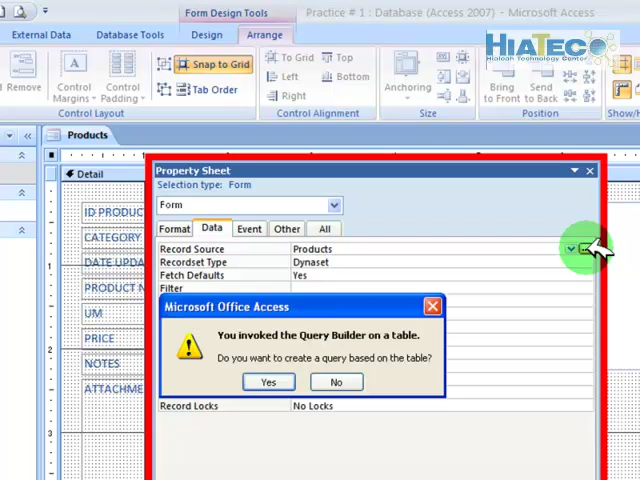 Form Design Tools
Practice # 1 : Database (Access 2007) - Microsoft Access
External Data
Database Tools
Design
Arrange
HiATeCO
Hialeah Technology Center
Remove
Control Margins
Control Padding
Snap to Grid
Tab Order
To Grid
Top
Left
Bottom
Right
Anchoring
Bring to Front
Send to Back
Control Layout
Control Alignment
Size
Position
Show/H
Products
Detail
Property Sheet
Selection type: Form
Form
Format
Data
Event
Other
All
Record Source
Products
Recordset Type
Dynaset
Fetch Defaults
Yes
Filter
Microsoft Office Access
You invoked the Query Builder on a table.
Do you want to create a query based on the table?
Yes
No
Record Locks
No Locks
ID PRODUC
CATEGORY
DATE UPDA
PRODUCT N
UM
PRICE
NOTES
ATTACHME
1
2
3